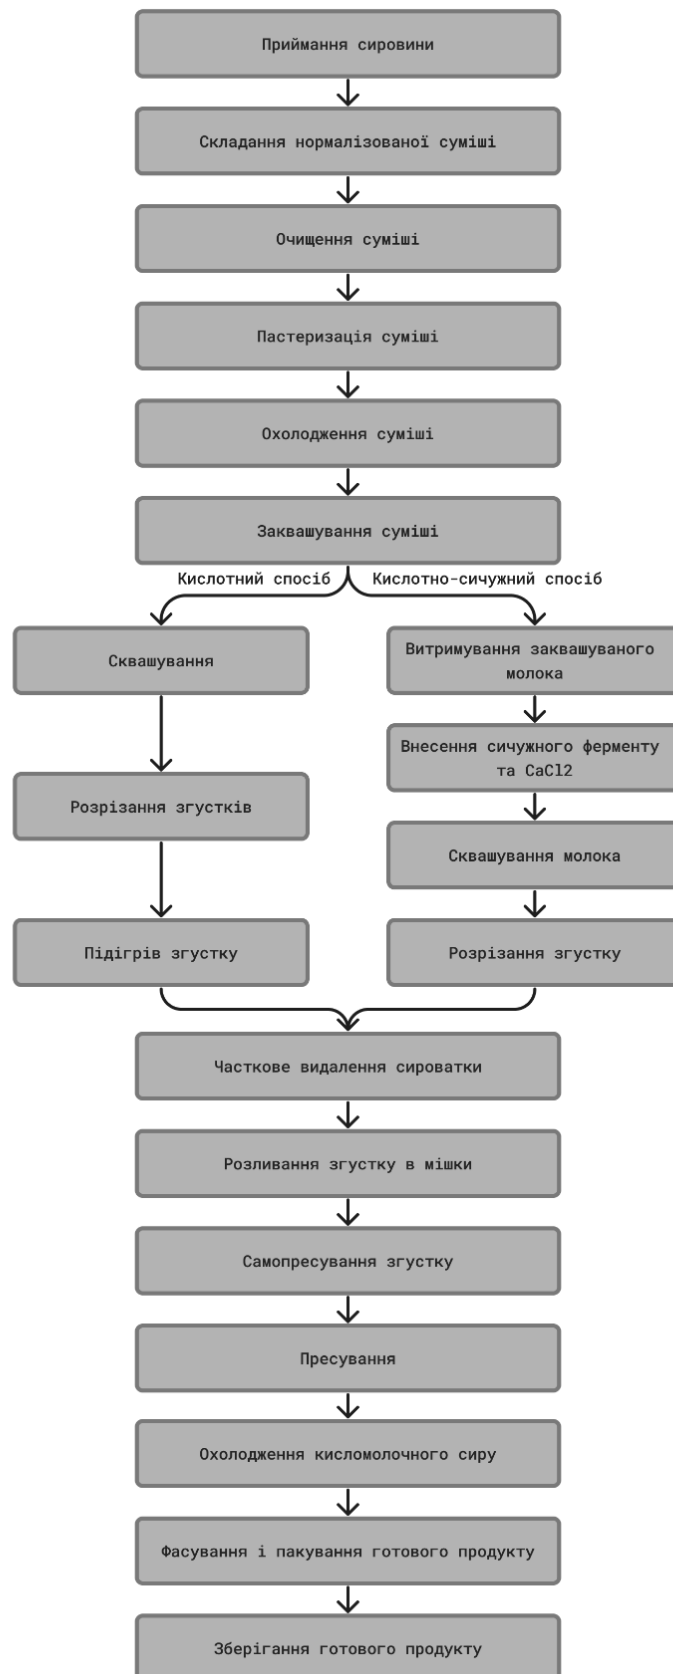 Приймання сировини
Складання нормалізованої суміші
Очищення суміші
Пастеризація суміші
Охолодження суміші
Заквашування суміші
Кислотний спосіб
Кислотно-сичужний спосіб
Сквашування
Розрізання згустків
Підігрів згустку
Витримування заквашуваного
молока
Внесення сичужного ферменту
та CaCl2
Сквашування молока
Розрізання згустку
Часткове видалення сироватки
Розливання згустку в мішки
Самопресування згустку
Пресування
Охолодження кисломолочного сиру
Фасування і пакування готового продукту
Зберігання готового продукту